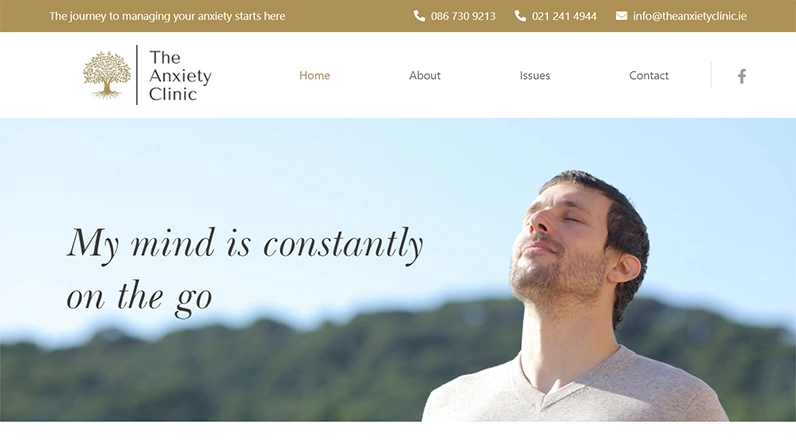 The journey to managing your anxiety starts here
086 730 9213
021 241 4944
info@theanxietyclinic.ie
The
Anxiety
Clinic
Home
About
Issues
Contact
My mind is constantly
on the go